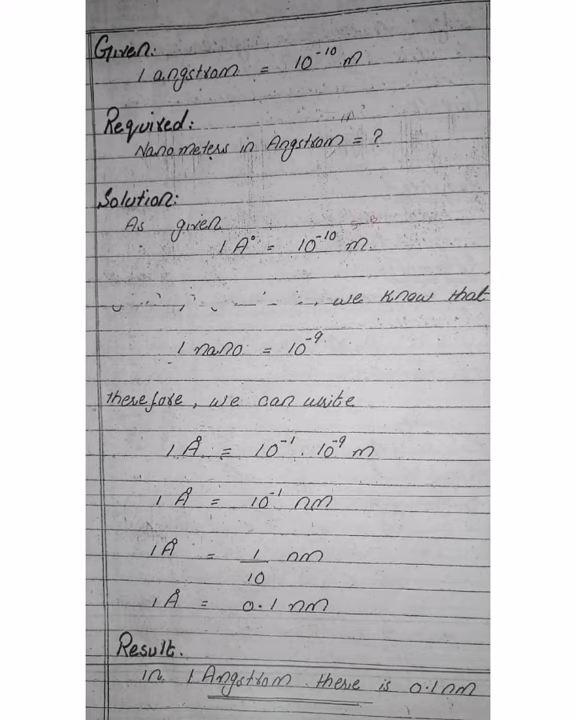 Given:
1 angstrom = 10⁻¹⁰ m
Required:
Nanometers in Angstrom = ?
Solution:
As given
1 A° = 10⁻¹⁰ m.
we know that
1 nano = 10⁻⁹
therefore, we can write
1 Å = 10⁻¹ . 10⁻⁹ m
1 Å = 10⁻¹ nm
1 Å = 1/10 nm
1 Å = 0.1 nm
Result.
in 1 Angstrom there is 0.1 nm